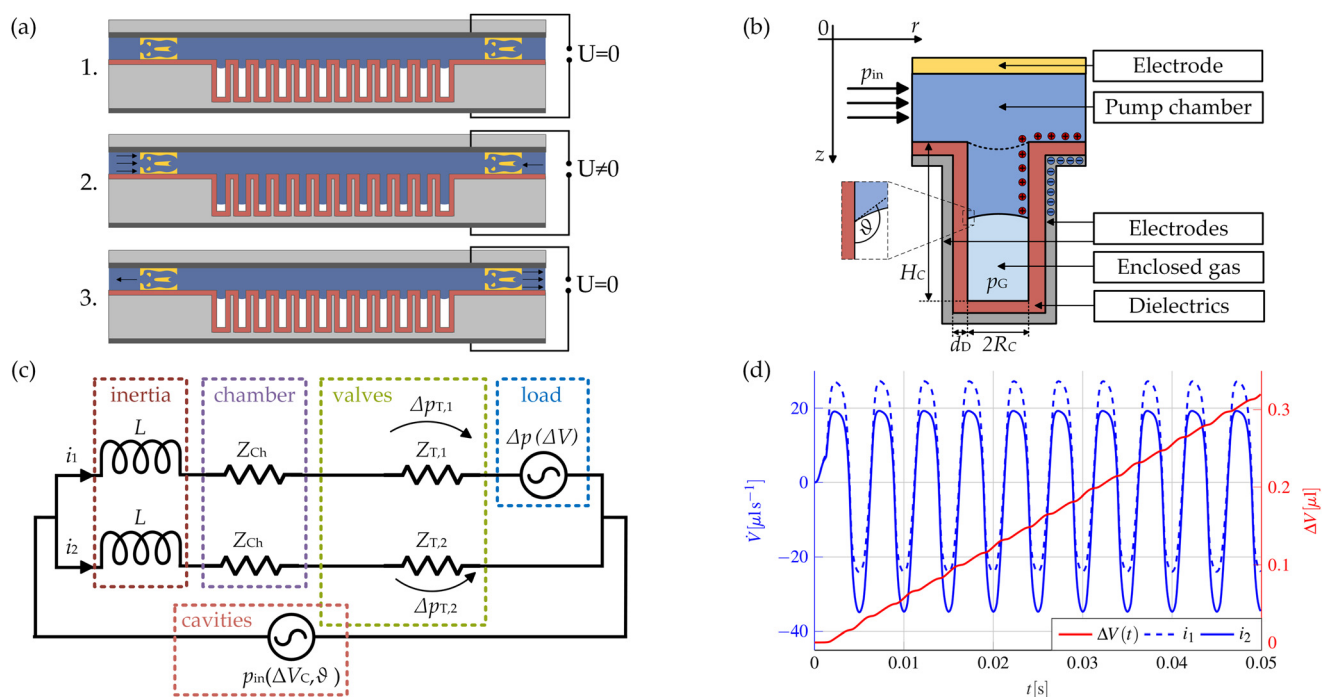 (a)
1.
U=0
2.
U≠0
3.
U=0
(b)
0
r
z
p_in
Electrode
Pump chamber
ϑ
H_C
p_G
Electrodes
Enclosed gas
Dielectrics
d_D
2R_C
(c)
inertia
chamber
valves
load
Δp_T,1
Δp (ΔV)
L
Z_Ch
Z_T,1
i_1
L
Z_Ch
Z_T,2
i_2
Δp_T,2
cavities
p_in(ΔV_C,ϑ)
(d)
20
0
−20
−40
V̇ [µl s⁻¹]
0.3
0.2
0.1
0
ΔV [µl]
ΔV(t) i_1 i_2
0 0.01 0.02 0.03 0.04 0.05
t [s]